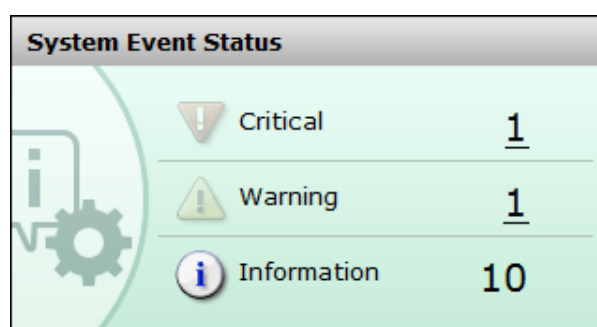 System Event Status
Critical 1
Warning 1
Information 10